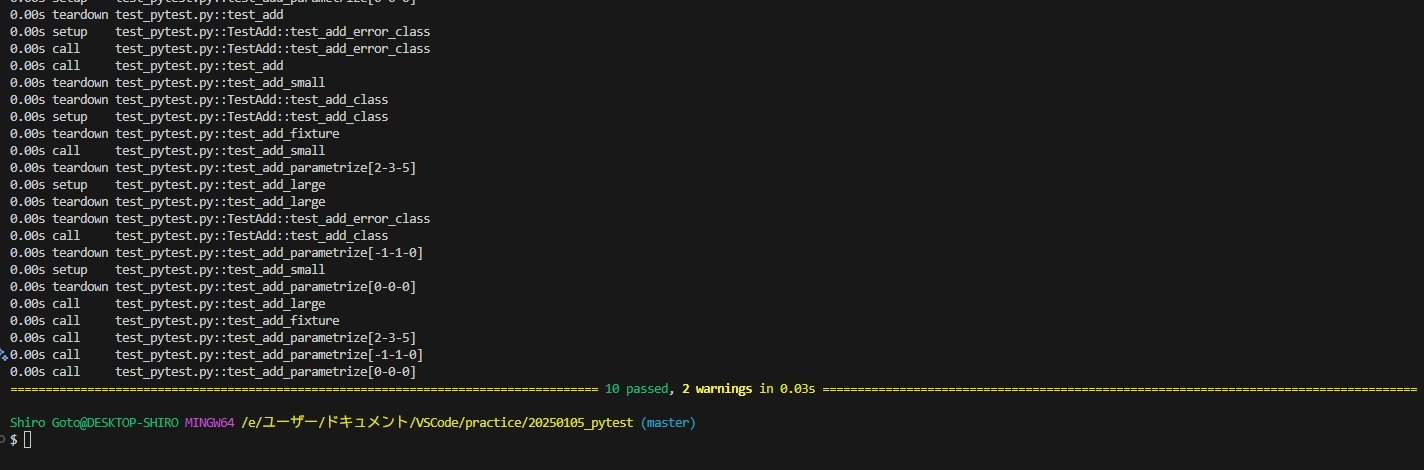 0.00s setup    test_pytest.py::test_add_parametrize[0-0-0]
0.00s teardown test_pytest.py::test_add
0.00s setup    test_pytest.py::TestAdd::test_add_error_class
0.00s call     test_pytest.py::TestAdd::test_add_error_class
0.00s call     test_pytest.py::test_add
0.00s teardown test_pytest.py::test_add_small
0.00s teardown test_pytest.py::TestAdd::test_add_class
0.00s setup    test_pytest.py::TestAdd::test_add_class
0.00s teardown test_pytest.py::test_add_fixture
0.00s call     test_pytest.py::test_add_small
0.00s teardown test_pytest.py::test_add_parametrize[2-3-5]
0.00s setup    test_pytest.py::test_add_large
0.00s teardown test_pytest.py::test_add_large
0.00s teardown test_pytest.py::TestAdd::test_add_error_class
0.00s call     test_pytest.py::TestAdd::test_add_class
0.00s teardown test_pytest.py::test_add_parametrize[-1-1-0]
0.00s setup    test_pytest.py::test_add_small
0.00s teardown test_pytest.py::test_add_parametrize[0-0-0]
0.00s call     test_pytest.py::test_add_large
0.00s call     test_pytest.py::test_add_fixture
0.00s call     test_pytest.py::test_add_parametrize[2-3-5]
0.00s call     test_pytest.py::test_add_parametrize[-1-1-0]
0.00s call     test_pytest.py::test_add_parametrize[0-0-0]
==================================================================================== 10 passed, 2 warnings in 0.03s =====================================================================================
Shiro Goto@DESKTOP-SHIRO MINGW64 /e/ユーザー/ドキュメント/VSCode/practice/20250105_pytest (master)
$